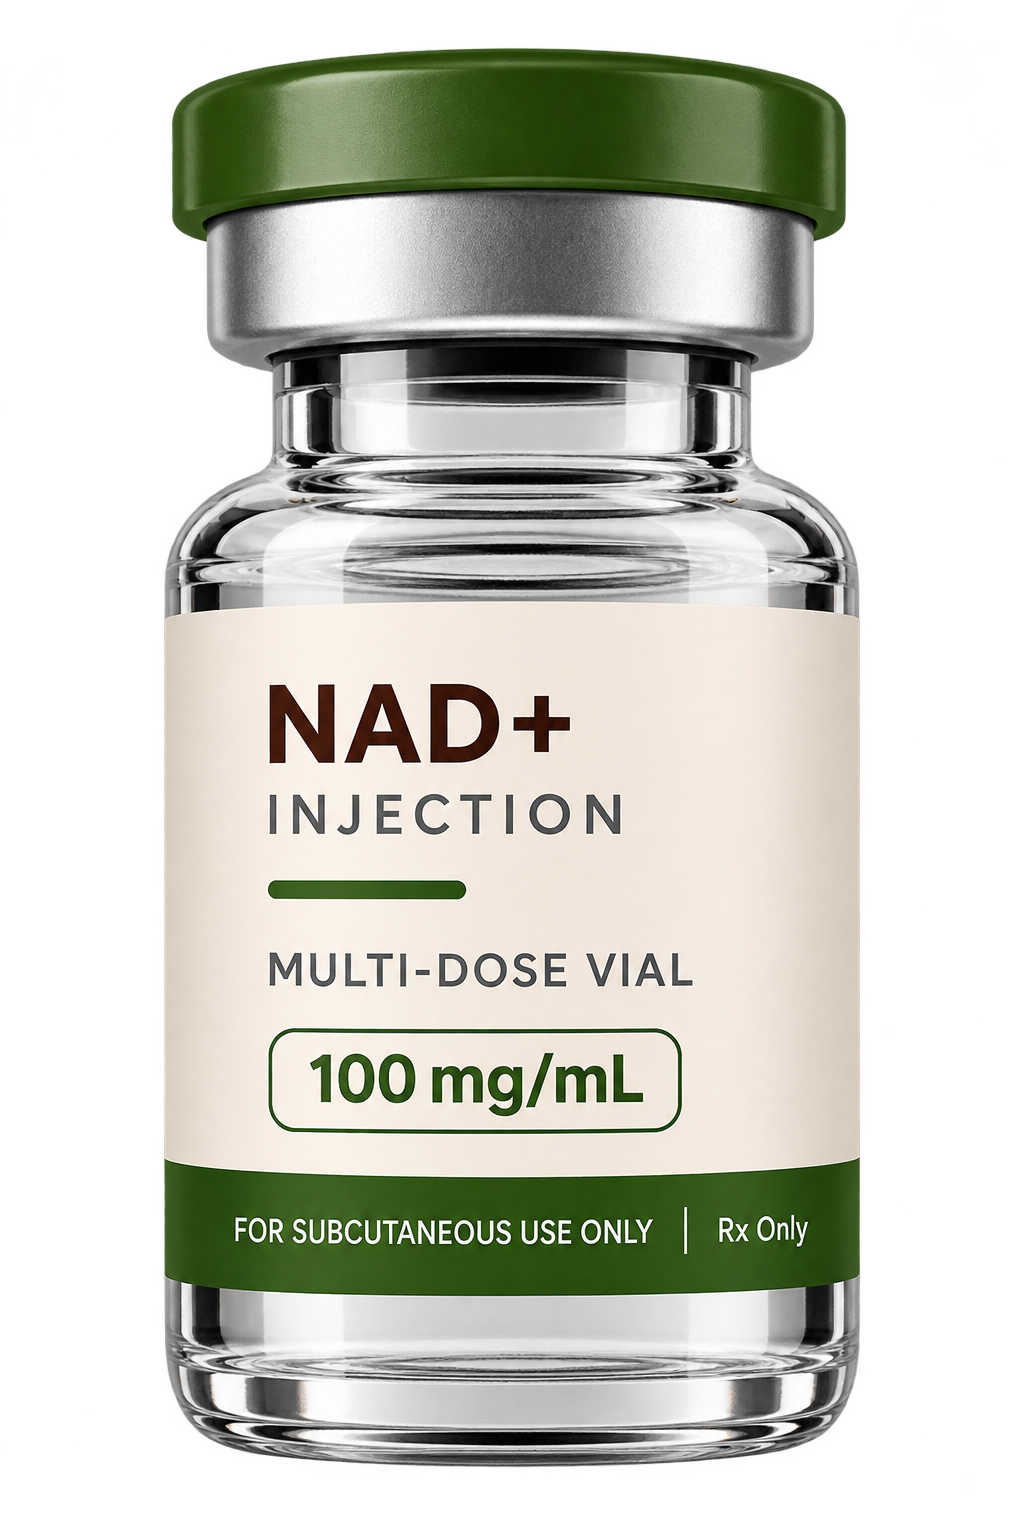 NAD+
INJECTION
MULTI-DOSE VIAL
100 mg/mL
FOR SUBCUTANEOUS USE ONLY | Rx Only